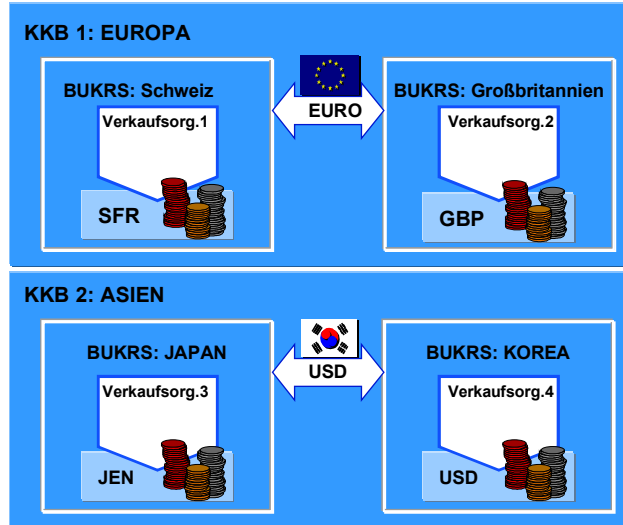 KKB 1: EUROPA
BUKRS: Schweiz
Verkaufsorg.1
SFR
EURO
BUKRS: Großbritannien
Verkaufsorg.2
GBP
KKB 2: ASIEN
BUKRS: JAPAN
Verkaufsorg.3
JEN
USD
BUKRS: KOREA
Verkaufsorg.4
USD